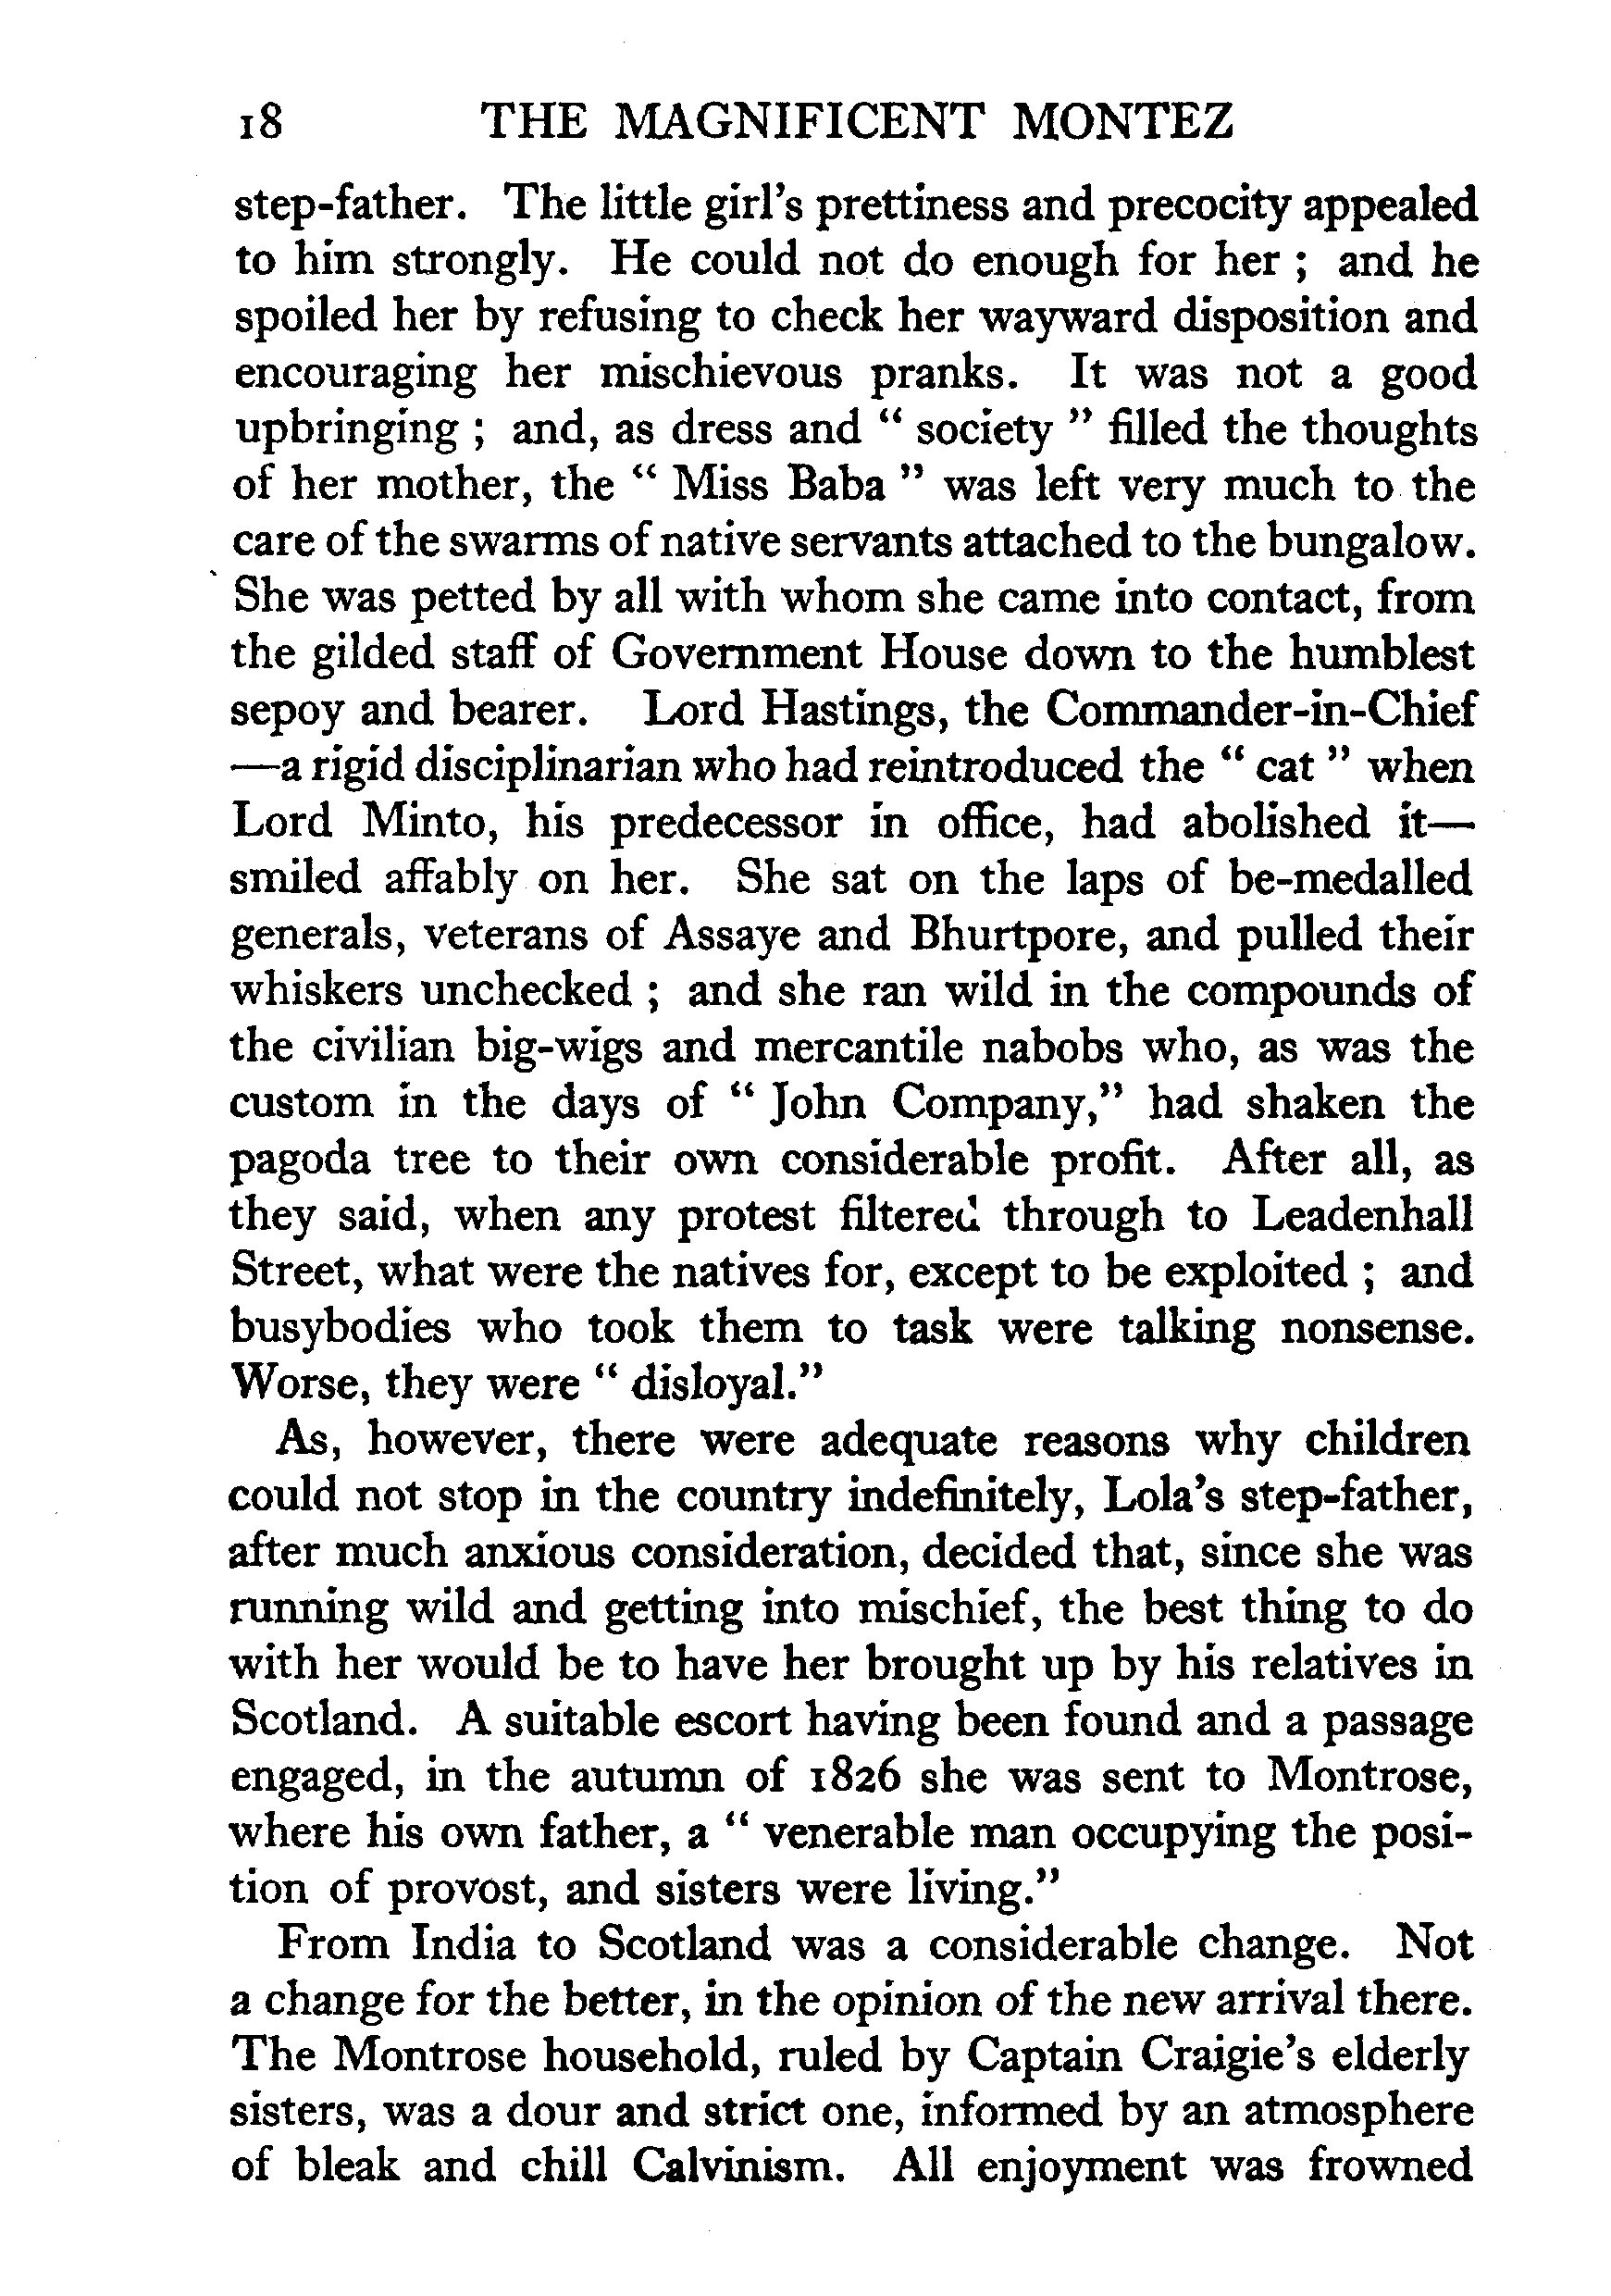 18 THE MAGNIFICENT MONTEZ
step-father. The little girl's prettiness and precocity appealed
to him strongly. He could not do enough for her ; and he
spoiled her by refusing to check her wayward disposition and
encouraging her mischievous pranks. It was not a good
upbringing ; and, as dress and " society " filled the thoughts
of her mother, the " Miss Baba " was left very much to the
care of the swarms of native servants attached to the bungalow.
She was petted by all with whom she came into contact, from
the gilded staff of Government House down to the humblest
sepoy and bearer. Lord Hastings, the Commander-in-Chief
—a rigid disciplinarian who had reintroduced the " cat " when
Lord Minto, his predecessor in office, had abolished it—
smiled affably on her. She sat on the laps of be-medalled
generals, veterans of Assaye and Bhurtpore, and pulled their
whiskers unchecked ; and she ran wild in the compounds of
the civilian big-wigs and mercantile nabobs who, as was the
custom in the days of " John Company," had shaken the
pagoda tree to their own considerable profit. After all, as
they said, when any protest filtered through to Leadenhall
Street, what were the natives for, except to be exploited ; and
busybodies who took them to task were talking nonsense.
Worse, they were " disloyal."
As, however, there were adequate reasons why children
could not stop in the country indefinitely, Lola's step-father,
after much anxious consideration, decided that, since she was
running wild and getting into mischief, the best thing to do
with her would be to have her brought up by his relatives in
Scotland. A suitable escort having been found and a passage
engaged, in the autumn of 1826 she was sent to Montrose,
where his own father, a " venerable man occupying the posi-
tion of provost, and sisters were living."
From India to Scotland was a considerable change. Not
a change for the better, in the opinion of the new arrival there.
The Montrose household, ruled by Captain Craigie's elderly
sisters, was a dour and strict one, informed by an atmosphere
of bleak and chill Calvinism. All enjoyment was frowned